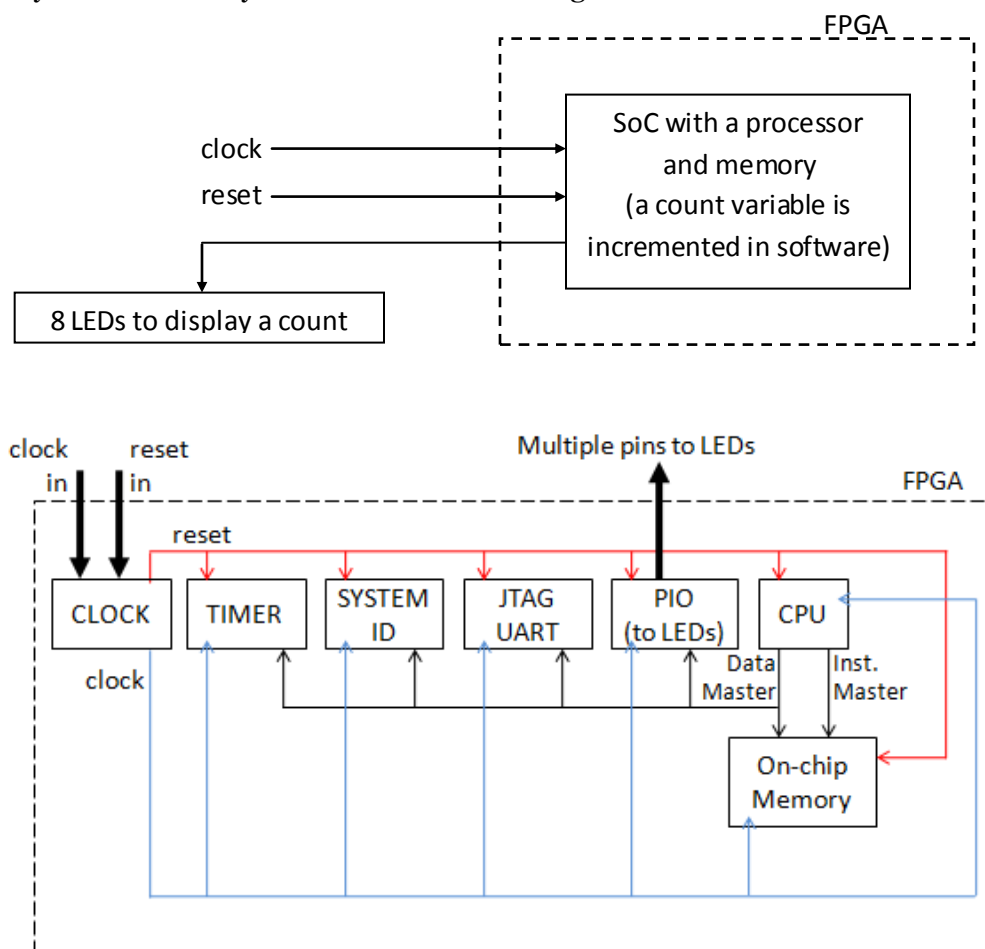 FPGA
SoC with a processor
and memory
(a count variable is
incremented in software)
clock
reset
8 LEDs to display a count
clock
in
reset
in
Multiple pins to LEDs
FPGA
reset
CLOCK
TIMER
SYSTEM
ID
JTAG
UART
PIO
(to LEDs)
CPU
clock
Data
Master
Inst.
Master
On-chip
Memory